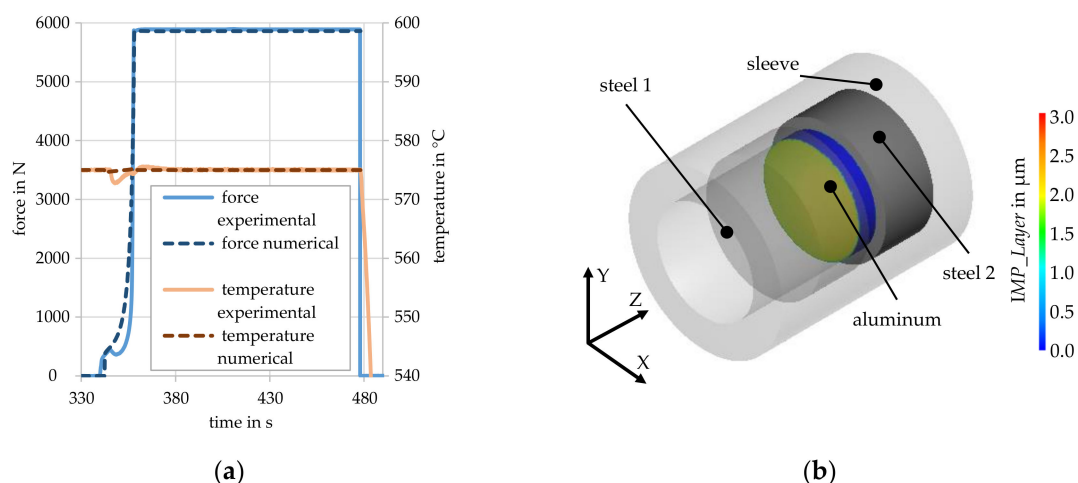 6000
5000
4000
3000
2000
1000
0
force in N
600
590
580
570
560
550
540
temperature in °C
330
380
430
480
time in s
force
experimental
force numerical
temperature
experimental
temperature
numerical
(a)
sleeve
steel 1
steel 2
aluminum
Y
Z
X
3.0
2.5
2.0
1.5
1.0
0.5
0.0
IMP_Layer in µm
(b)